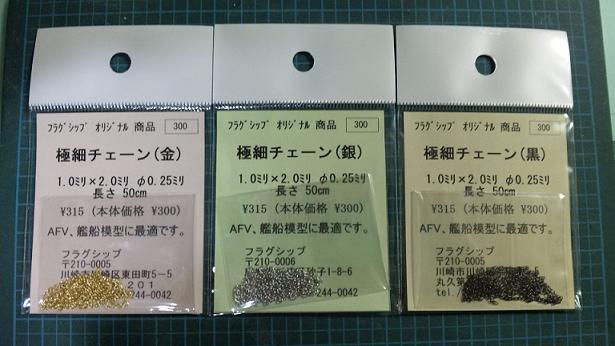 フラグシップ オリジナル 商品 300
極細チェーン(金)
1.0ミリ×2.0ミリ φ0.25ミリ
長さ 50cm
¥315 (本体価格 ¥300)
AFV、艦船模型に最適です。
フラグシップ
〒210-0005
川崎市川崎区東田町5-5
201
244-0042
フラグシップ オリジナル 商品 300
極細チェーン(銀)
1.0ミリ×2.0ミリ φ0.25ミリ
長さ 50cm
¥315 (本体価格 ¥300)
AFV、艦船模型に最適です。
フラグシップ
〒210-0006
砂子1-8-6
244-0042
フラグシップ オリジナル 商品 300
極細チェーン(黒)
1.0ミリ×2.0ミリ φ0.25ミリ
長さ 50cm
¥315 (本体価格 ¥300)
AFV、艦船模型に最適です。
フラグシップ
〒210-0006
川崎市川崎区
丸久第